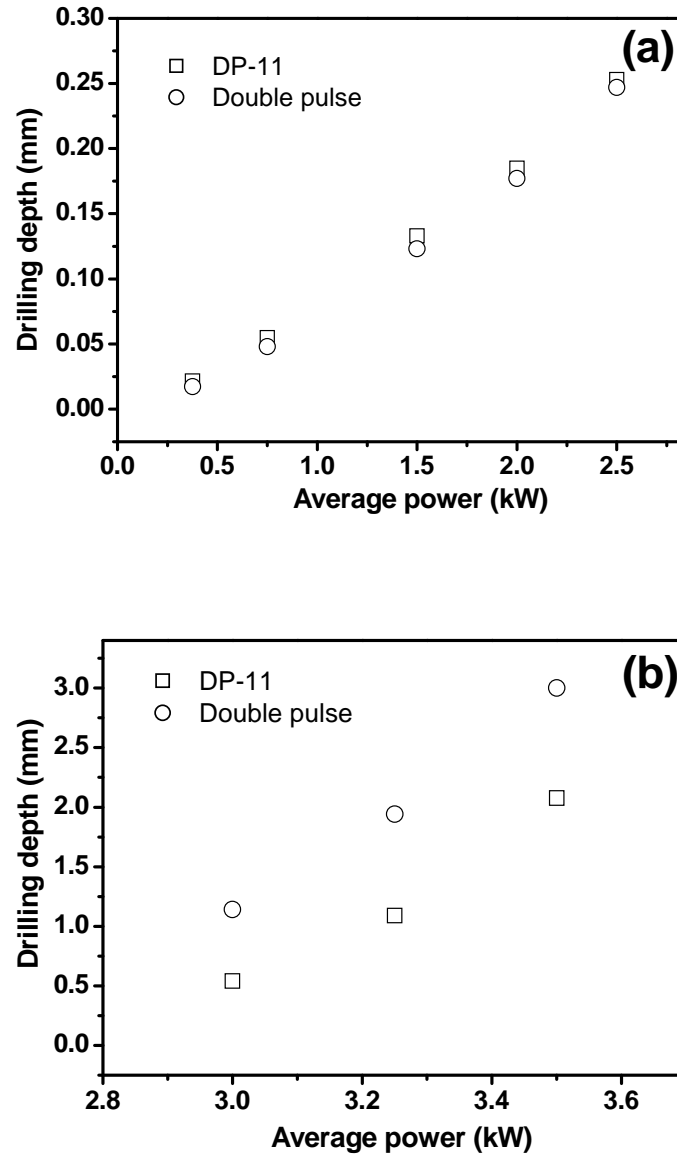 0.30
(a)
DP-11
Double pulse
0.25
0.20
0.15
0.10
0.05
0.00
Drilling depth (mm)
0.0 0.5 1.0 1.5 2.0 2.5
Average power (kW)
(b)
DP-11
Double pulse
3.0
2.5
2.0
1.5
1.0
0.5
0.0
Drilling depth (mm)
2.8 3.0 3.2 3.4 3.6
Average power (kW)